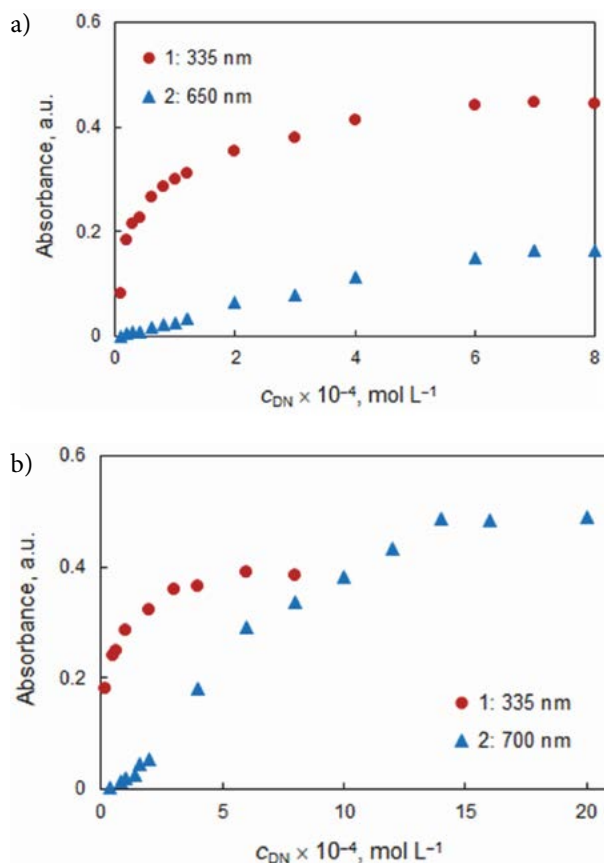 a)
0.6
1: 335 nm
2: 650 nm
0.4
Absorbance, a.u.
0.2
0
0 2 4 6 8
cDN × 10⁻⁴, mol L⁻¹
b)
0.6
0.4
Absorbance, a.u.
0.2
1: 335 nm
2: 700 nm
0
0 5 10 15 20
cDN × 10⁻⁴, mol L⁻¹